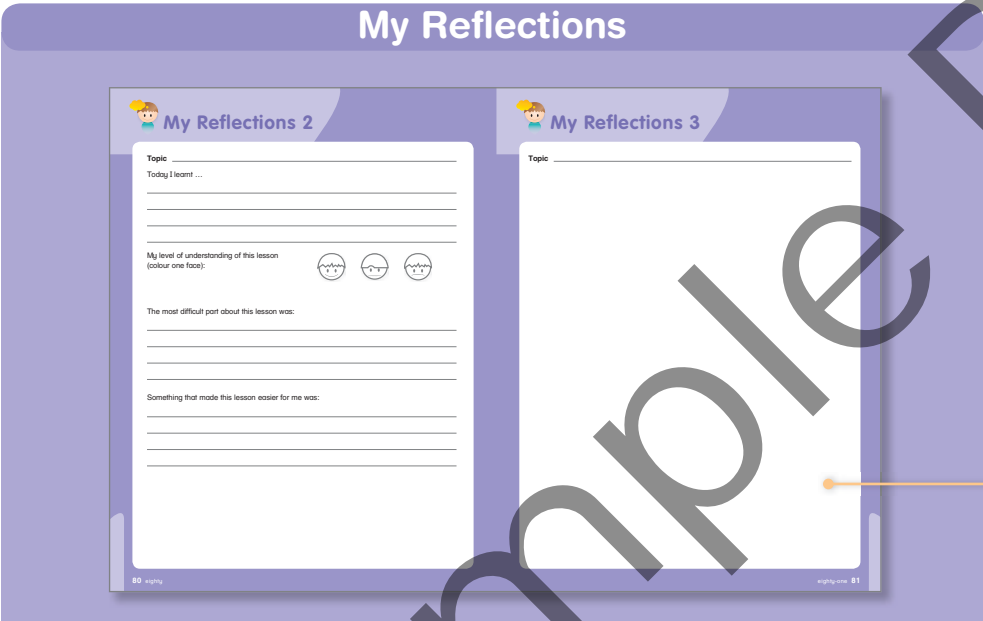 My Reflections
My Reflections 2
Topic
Today I learnt ...
My level of understanding of this lesson
(colour one face):
The most difficult part about this lesson was:
Something that made this lesson easier for me was:
80 eighty
My Reflections 3
Topic
eighty-one 81
mple